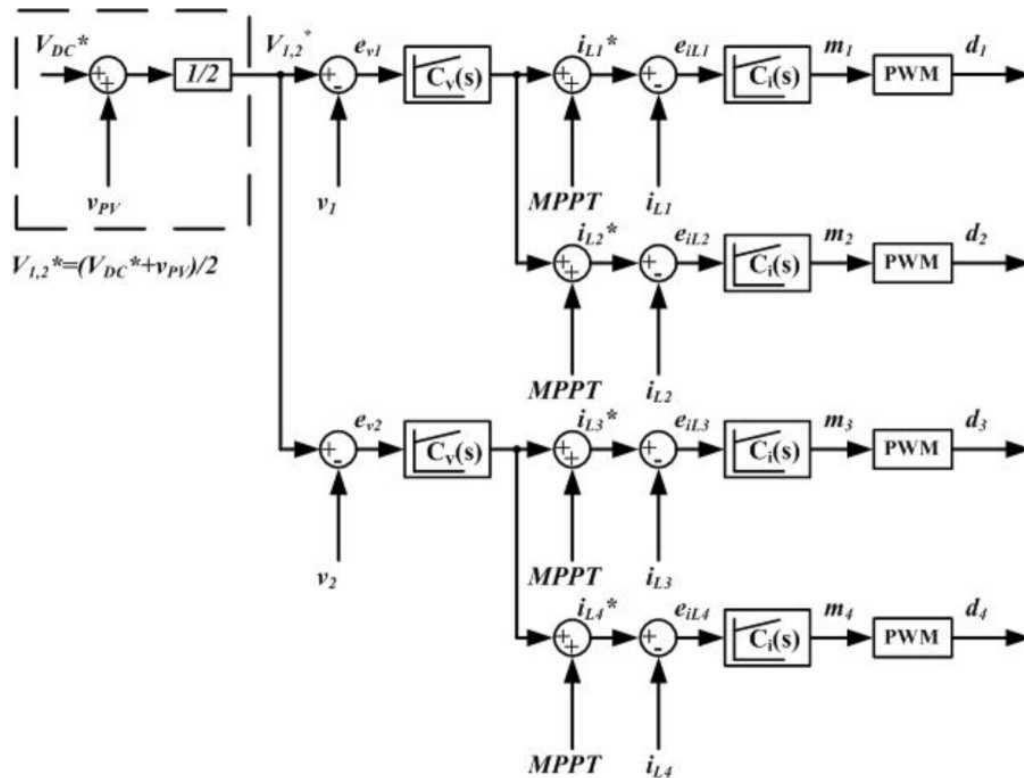 V_DC* V_1,2* e_v1 i_L1* e_iL1 m_1 d_1
+ + 1/2 + - C_v(s) + + + - C_i(s) PWM
v_PV v_1 MPPT i_L1
V_1,2*=(V_DC*+v_PV)/2
i_L2* e_iL2 m_2 d_2
+ + + - C_i(s) PWM
MPPT i_L2
e_v2 i_L3* e_iL3 m_3 d_3
+ - C_v(s) + + + - C_i(s) PWM
v_2 MPPT i_L3
i_L4* e_iL4 m_4 d_4
+ + + - C_i(s) PWM
MPPT i_L4